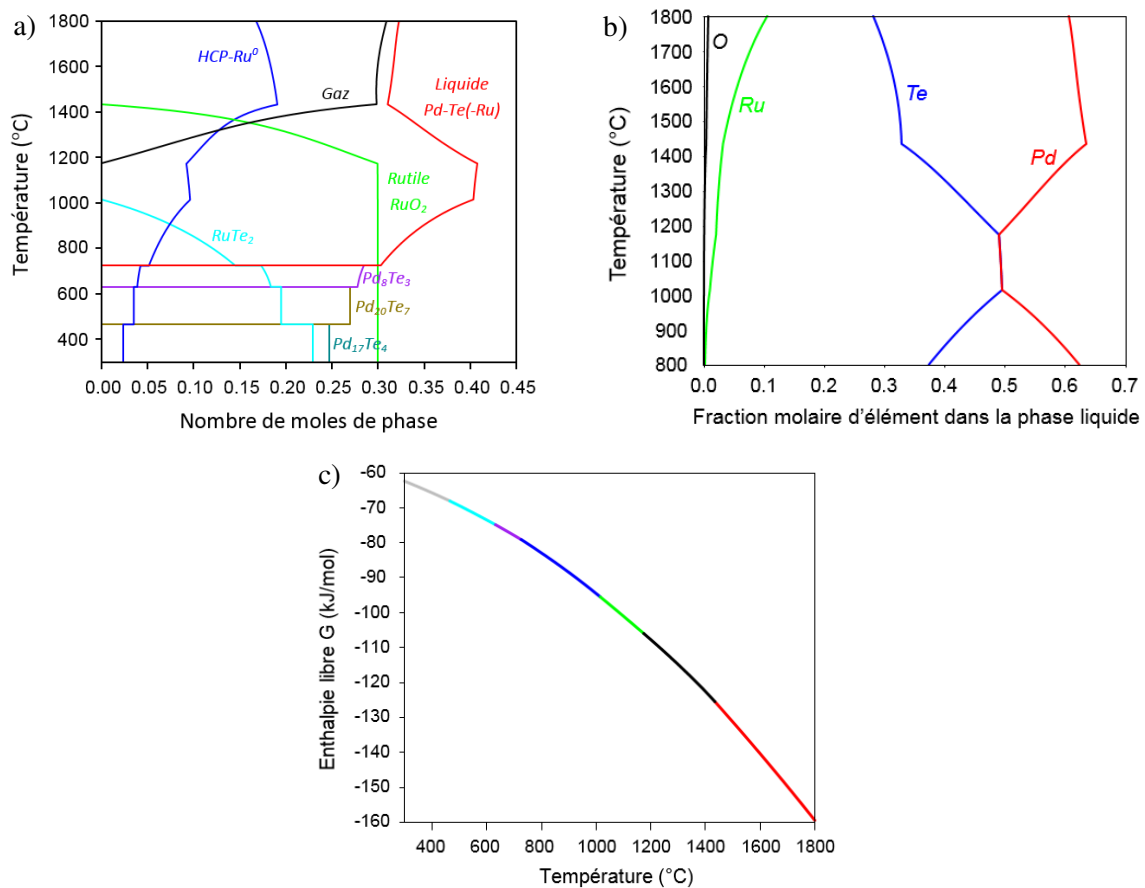 a)
1800
1600
1400
1200
1000
800
600
400
Température (°C)
HCP-Ru⁰
Gaz
Liquide
Pd-Te(-Ru)
Rutile
RuO₂
RuTe₂
Pd₈Te₃
Pd₂₀Te₇
Pd₁₇Te₄
0.00 0.05 0.10 0.15 0.20 0.25 0.30 0.35 0.40 0.45
Nombre de moles de phase
b)
1800
1700
1600
1500
1400
1300
1200
1100
1000
900
800
Température (°C)
O
Ru
Te
Pd
0.0 0.1 0.2 0.3 0.4 0.5 0.6 0.7
Fraction molaire d'élément dans la phase liquide
c)
-60
-70
-80
-90
-100
-110
-120
-130
-140
-150
-160
Enthalpie libre G (kJ/mol)
400 600 800 1000 1200 1400 1600 1800
Température (°C)